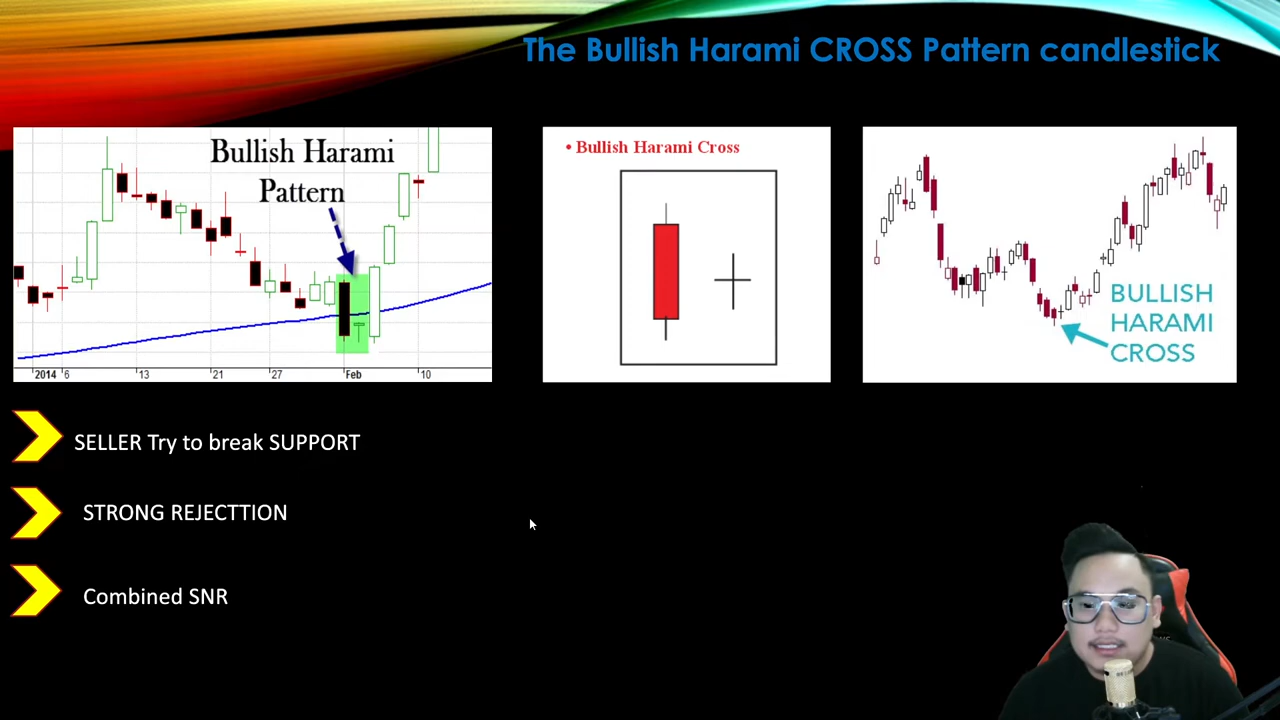 The Bullish Harami CROSS Pattern candlestick
Bullish Harami
Pattern
2014 6 13 21 27 Feb 10
• Bullish Harami Cross
BULLISH
HARAMI
CROSS
SELLER Try to break SUPPORT
STRONG REJECTTION
Combined SNR